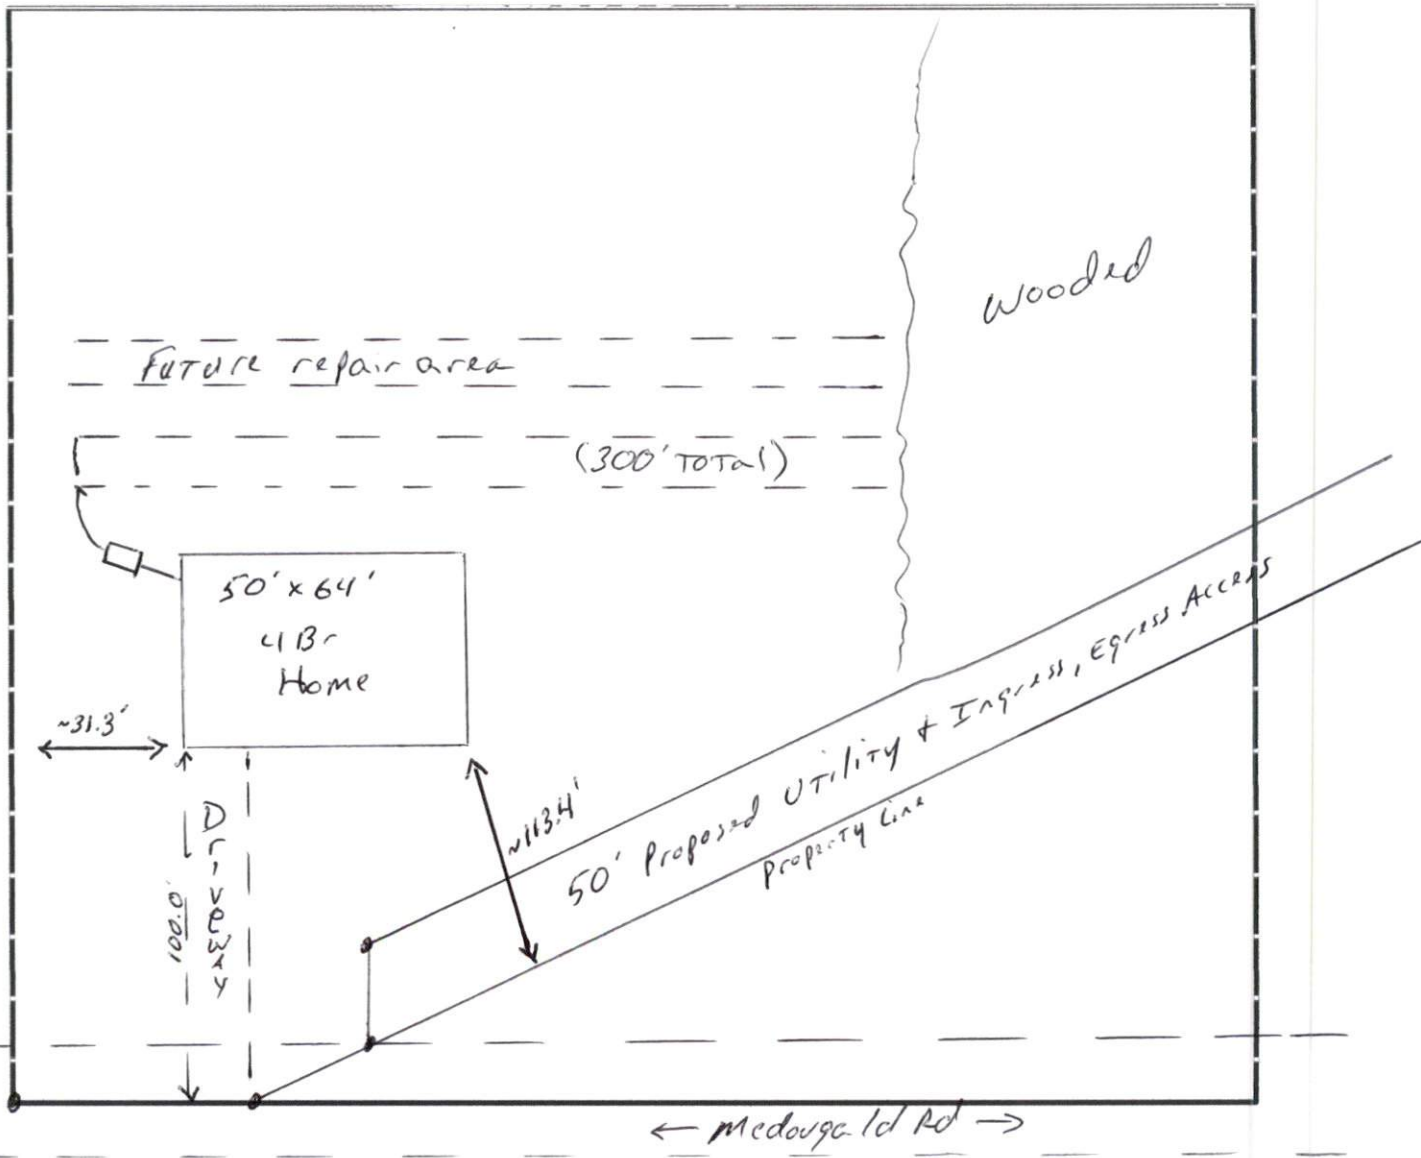 Wooded
Future repair area
(300' Total)
50' x 64'
4 Br
Home
~31.3'
~113.4'
Driveway
100.0'
50' Proposed Utility + Ingress, Egress Access
Property Line
← Mcdougald Rd →